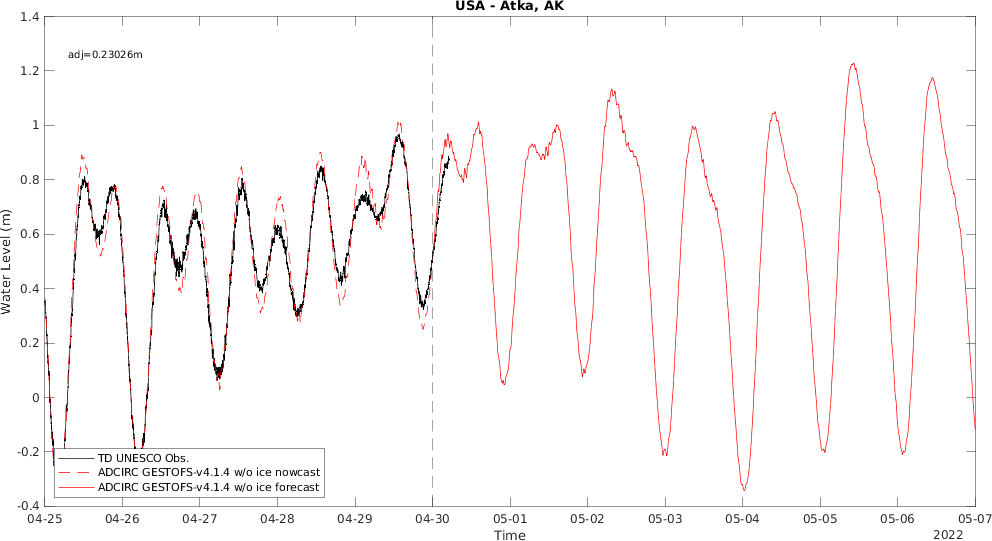 USA - Atka, AK
adj=0.23026m
Water Level (m)
1.4
1.2
1
0.8
0.6
0.4
0.2
0
-0.2
-0.4
TD UNESCO Obs.
ADCIRC GESTOFS-v4.1.4 w/o ice nowcast
ADCIRC GESTOFS-v4.1.4 w/o ice forecast
04-25 04-26 04-27 04-28 04-29 04-30 05-01 05-02 05-03 05-04 05-05 05-06 05-07
Time
2022